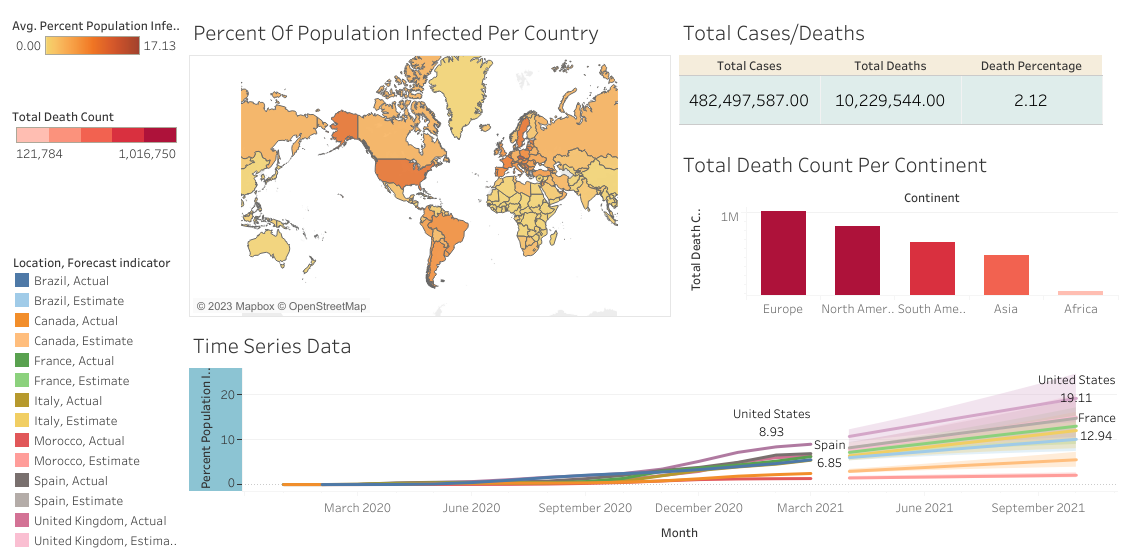 Avg. Percent Population Infe..
0.00
17.13
Total Death Count
121,784
1,016,750
Location, Forecast indicator
Brazil, Actual
Brazil, Estimate
Canada, Actual
Canada, Estimate
France, Actual
France, Estimate
Italy, Actual
Italy, Estimate
Morocco, Actual
Morocco, Estimate
Spain, Actual
Spain, Estimate
United Kingdom, Actual
United Kingdom, Estima..
Percent Of Population Infected Per Country
© 2023 Mapbox © OpenStreetMap
Total Cases/Deaths
Total Cases
Total Deaths
Death Percentage
482,497,587.00
10,229,544.00
2.12
Total Death Count Per Continent
Continent
Total Death C..
1M
Europe
North Amer..
South Ame..
Asia
Africa
Time Series Data
Percent Population I..
20
10
0
United States
8.93
Spain
6.85
United States
19.11
France
12.94
March 2020
June 2020
September 2020
December 2020
March 2021
June 2021
September 2021
Month